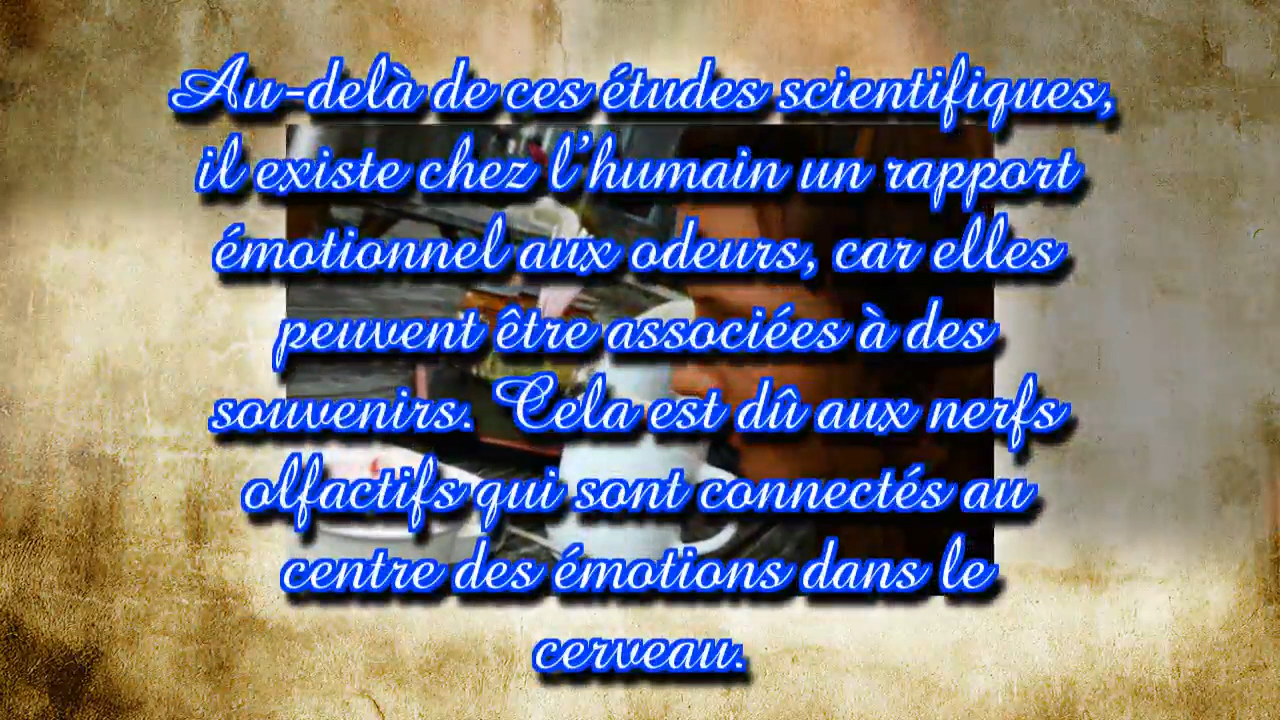 Au-delà de ces études scientifiques,
il existe chez l'humain un rapport
émotionnel aux odeurs, car elles
peuvent être associées à des
souvenirs. Cela est dû aux nerfs
olfactifs qui sont connectés au
centre des émotions dans le
cerveau.